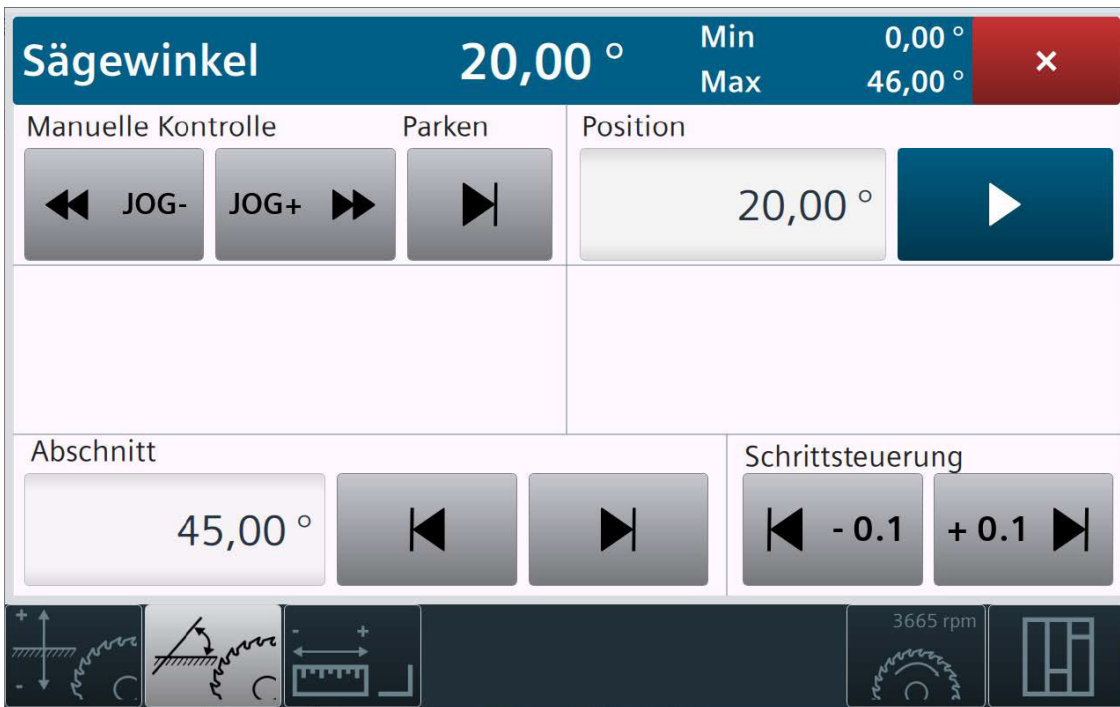 Sägewinkel 20,00 ° Min 0,00 ° ×
Max 46,00 °
Manuelle Kontrolle Parken Position
JOG- JOG+ 20,00 °
Abschnitt Schrittsteuerung
45,00 ° - 0.1 + 0.1
+ - + 3665 rpm
-